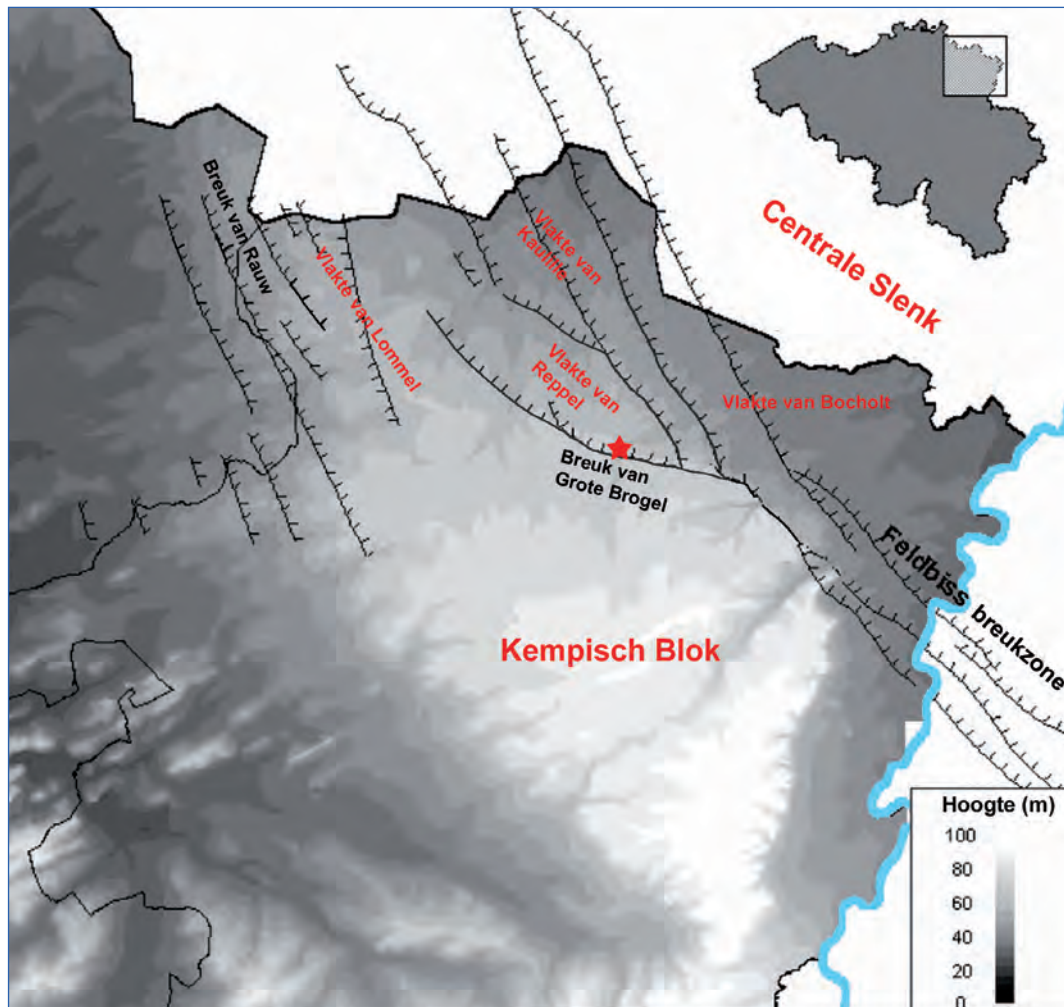 Centrale Slenk
Breuk van Rauw
Vlakte van Lommel
Vlakte van
Kaulille
Vlakte van
Reppel
Vlakte van Bocholt
Breuk van
Grote Brogel
Feldbiss breukzone
Kempisch Blok
Hoogte (m)
100
80
60
40
20
0